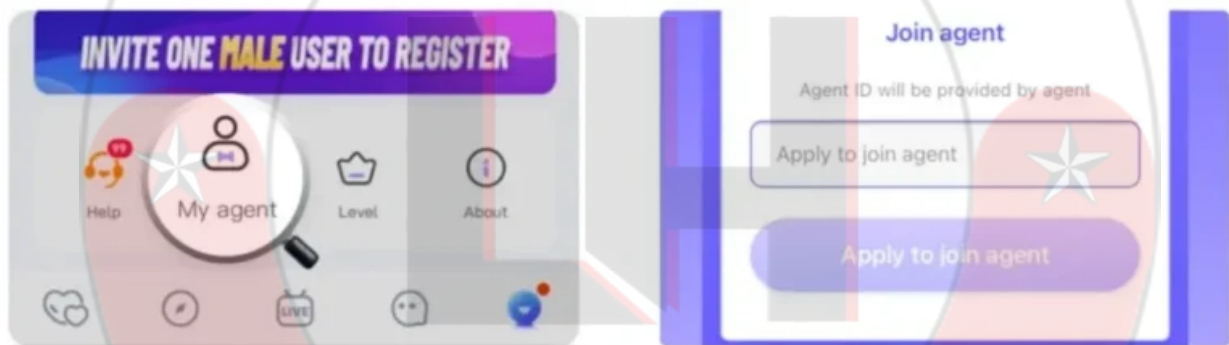 INVITE ONE MALE USER TO REGISTER
99
Help
My agent
Level
About
LIVE
Join agent
Agent ID will be provided by agent
Apply to join agent
Apply to join agent